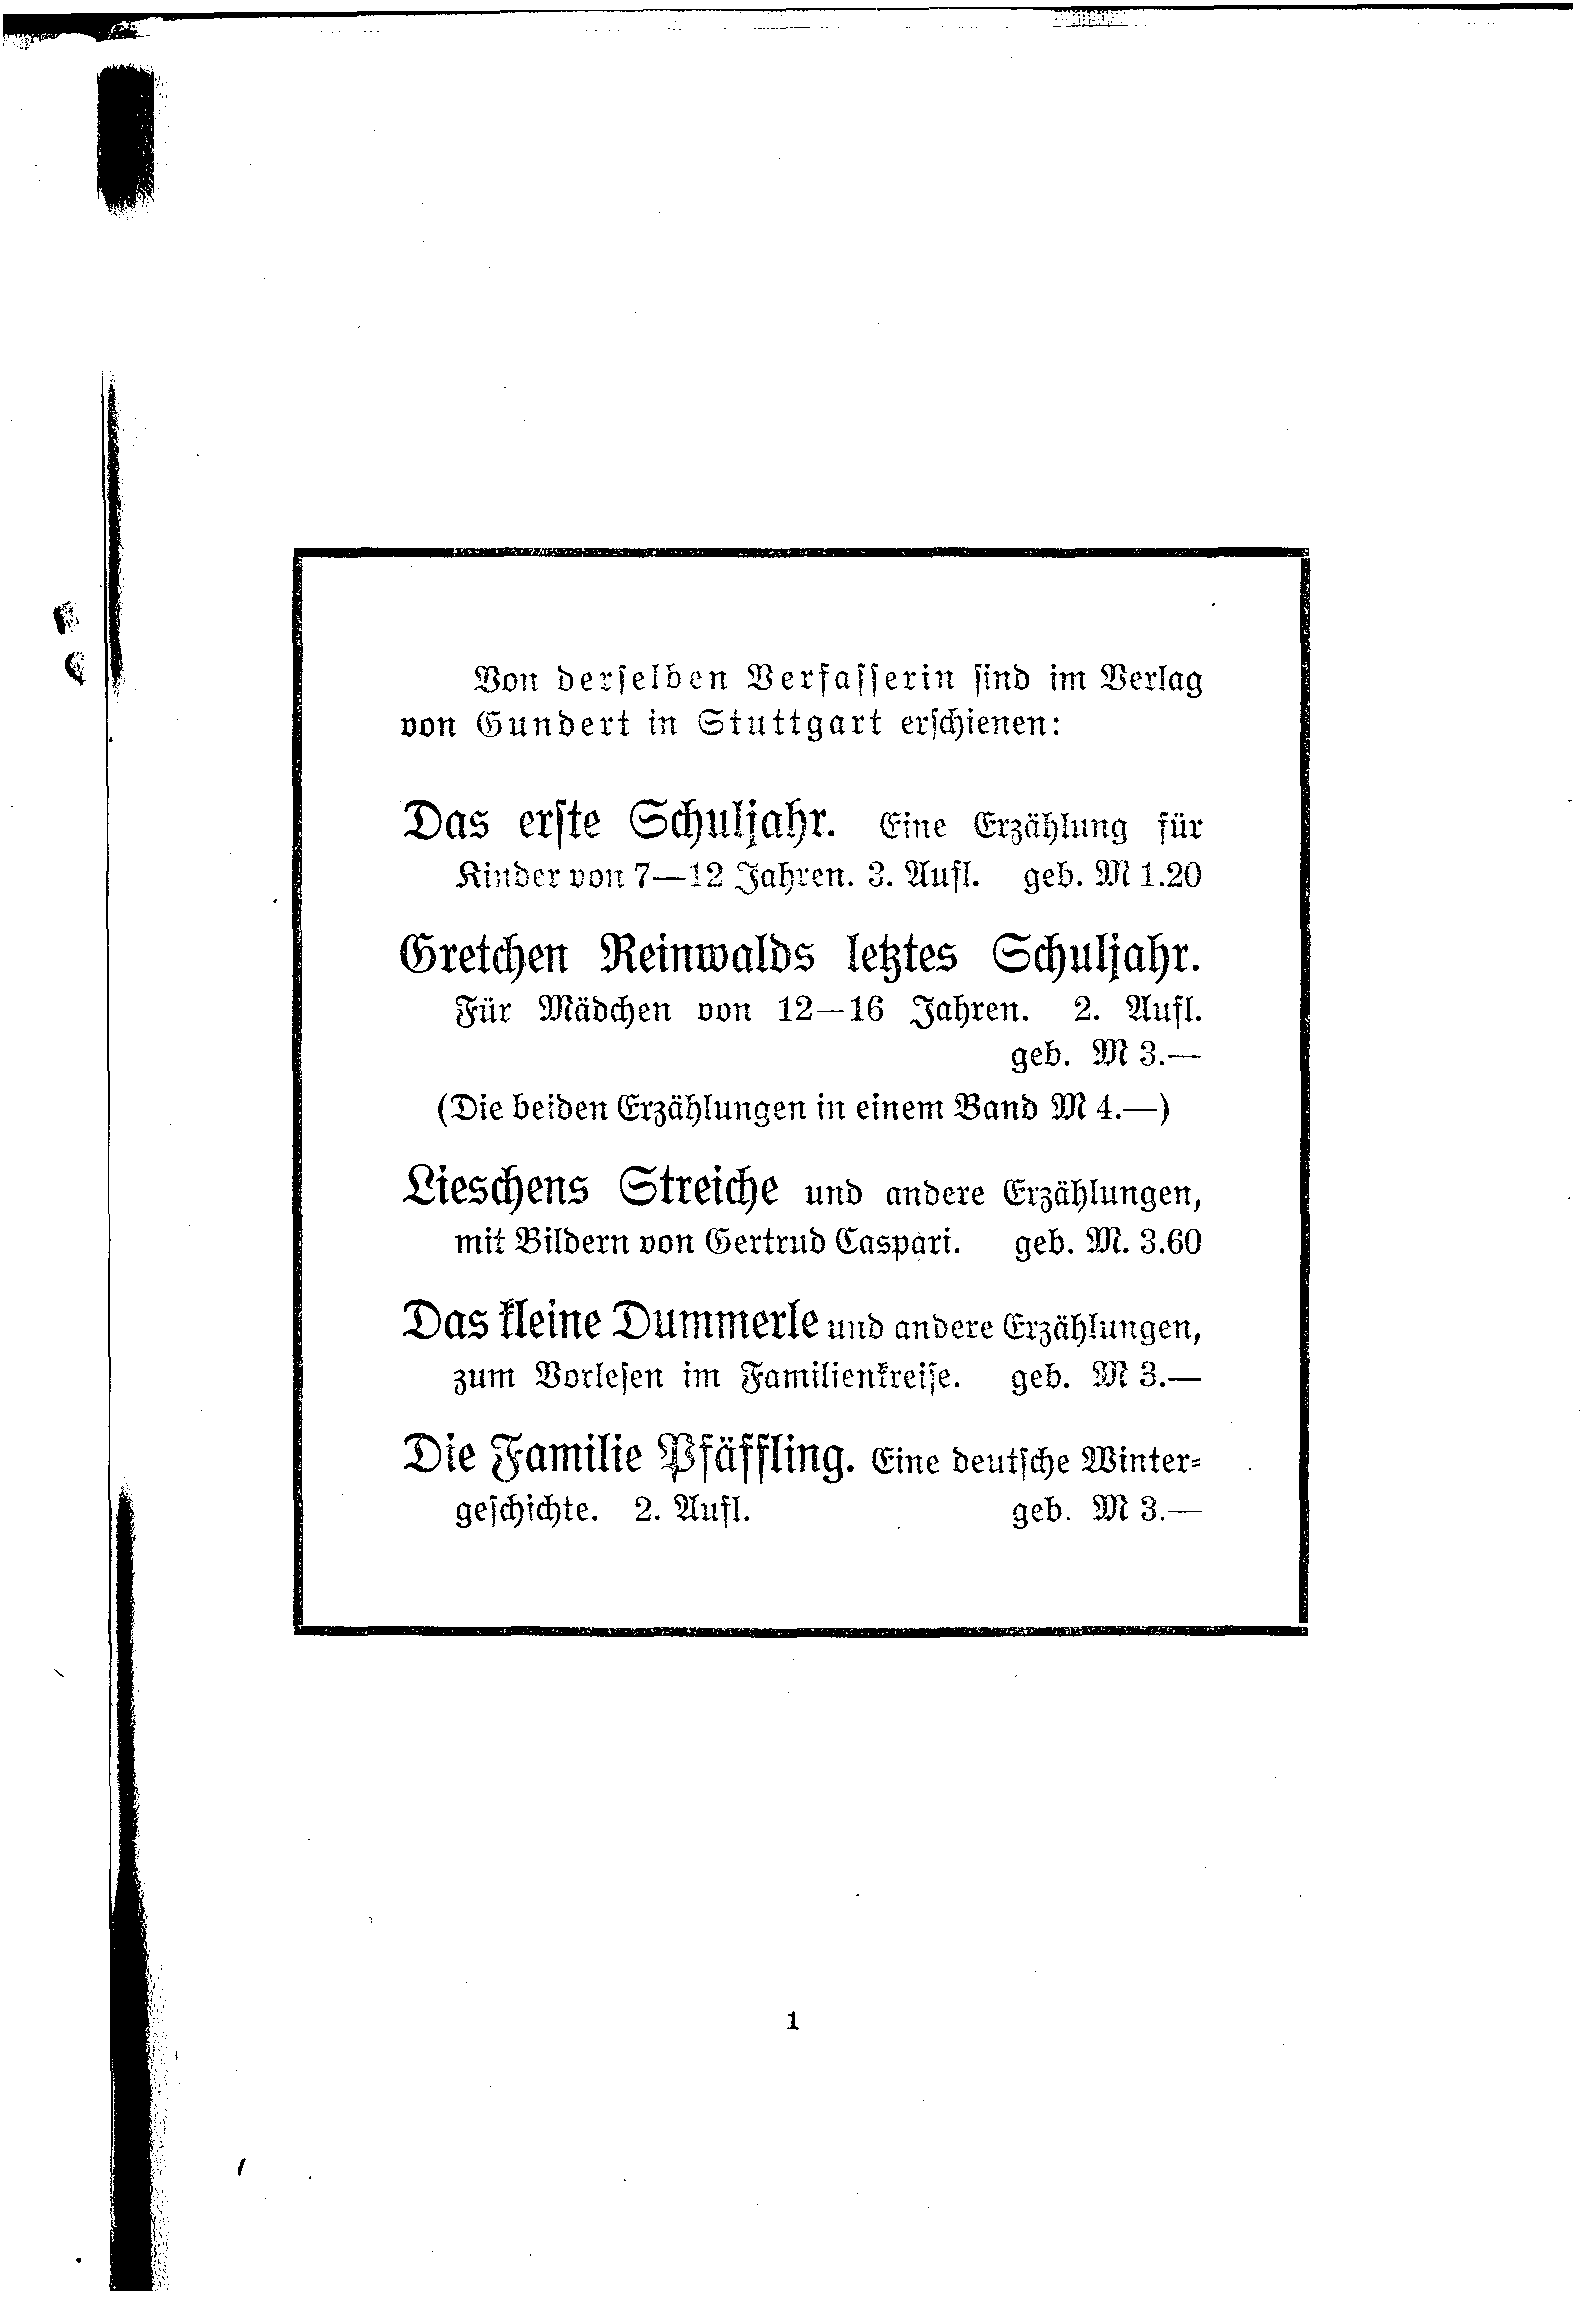 Von derselben Verfasserin sind im Verlag
von Gundert in Stuttgart erschienen:
Das erste Schuljahr. Eine Erzählung für
Kinder von 7—12 Jahren. 3. Aufl. geb. M 1.20
Gretchen Reinwalds letztes Schuljahr.
Für Mädchen von 12—16 Jahren. 2. Aufl.
geb. M 3.—
(Die beiden Erzählungen in einem Band M 4.—)
Lieschens Streiche und andere Erzählungen,
mit Bildern von Gertrud Caspari. geb. M. 3.60
Das kleine Dummerle und andere Erzählungen,
zum Vorlesen im Familienkreise. geb. M 3.—
Die Familie Pfäffling. Eine deutsche Winter-
geschichte. 2. Aufl. geb. M 3.—
1